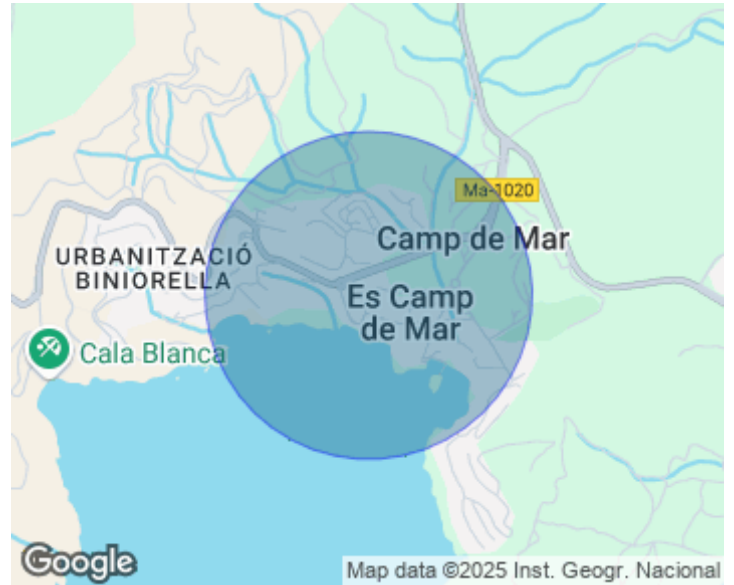 Ma-1020
Camp de Mar
URBANITZACIÓ
BINIORELLA
Es Camp
de Mar
Cala Blanca
Google
Map data ©2025 Inst. Geogr. Nacional